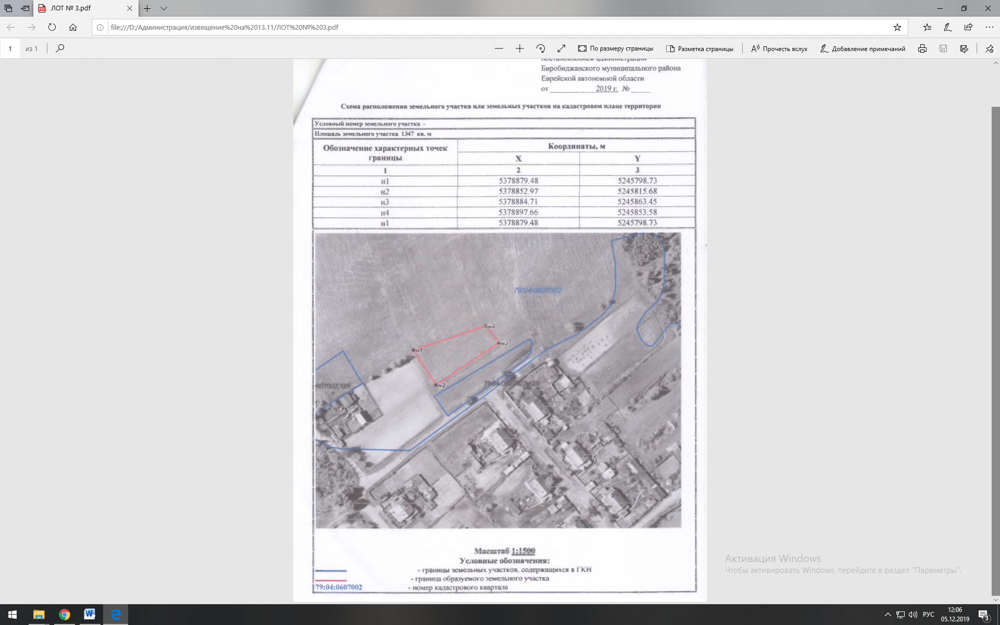 ЛОТ № 3.pdf
file:///D:/Администрация/извещение%20на%2013.11/ЛОТ%20№%203.pdf
1 из 1
По размеру страницы Разметка страницы Прочесть вслух Добавление примечаний
постановлением администрации
Биробиджанского муниципального района
Еврейской автономной области
от ____________2019 г. № _____
Схема расположения земельного участка или земельных участков на кадастровом плане территории
Условный номер земельного участка -
Площадь земельного участка 1347 кв. м
Обозначение характерных точек границы Координаты, м
X Y
1 2 3
н1 5378879.48 5245798.73
н2 5378852.97 5245815.68
н3 5378884.71 5245863.45
н4 5378897.66 5245853.58
н1 5378879.48 5245798.73
79:04:0607002
н4
н3
н1
н2
79:04:0607002:125
607002:128
Масштаб 1:1500
Условные обозначения:
- границы земельных участков, содержащихся в ГКН
- граница образуемого земельного участка
79:04:0607002 - номер кадастрового квартала
Активация Windows
Чтобы активировать Windows, перейдите в раздел "Параметры".
РУС
12:06
05.12.2019
3